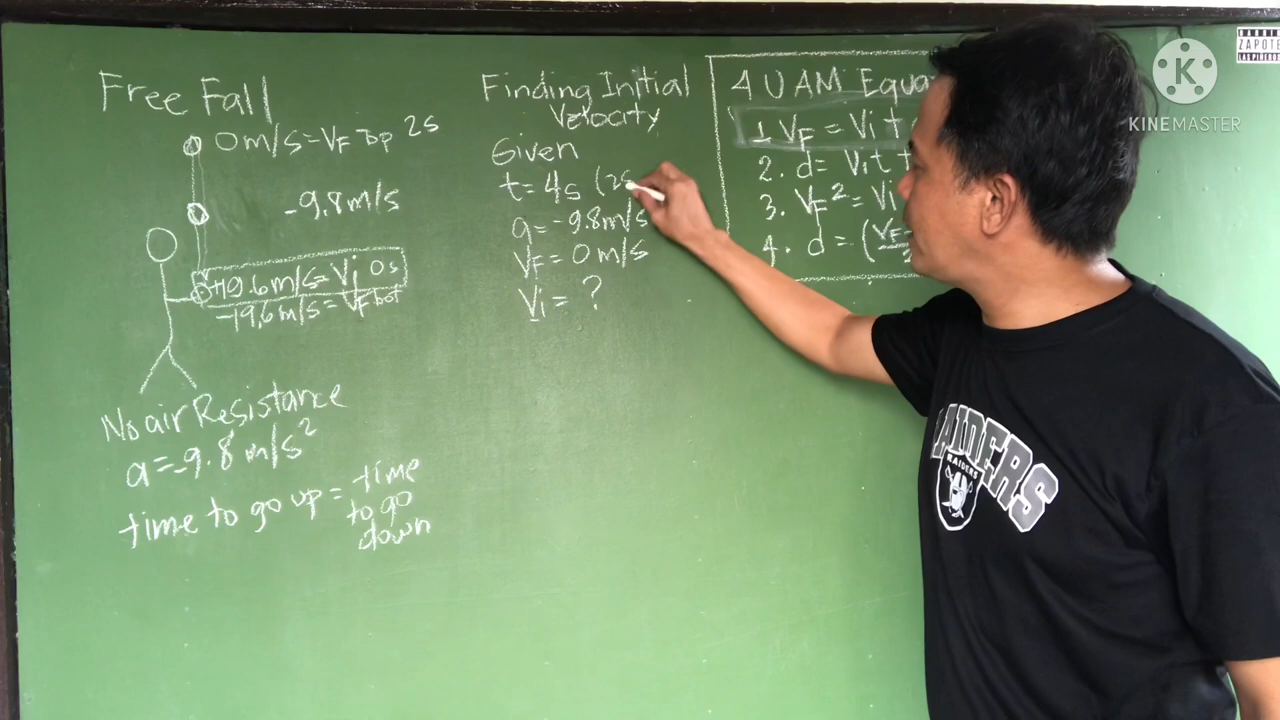 Free Fall
0 m/s = VF top 2s
-9.8 m/s
+19.6 m/s = Vi 0s
-19.6 m/s = VF bot
No air Resistance
a = -9.8 m/s²
time to go up = time
to go
down
Finding Initial
Velocity
Given
t = 4s (2s
a = -9.8 m/s
VF = 0 m/s
Vi = ?
4 UAM Equa
1 VF = Vi +
2. d = Vit +
3. VF² = Vi
4. d = (VF-
KINEMASTER
ZAPOTE
RAIDERS
RAIDERS